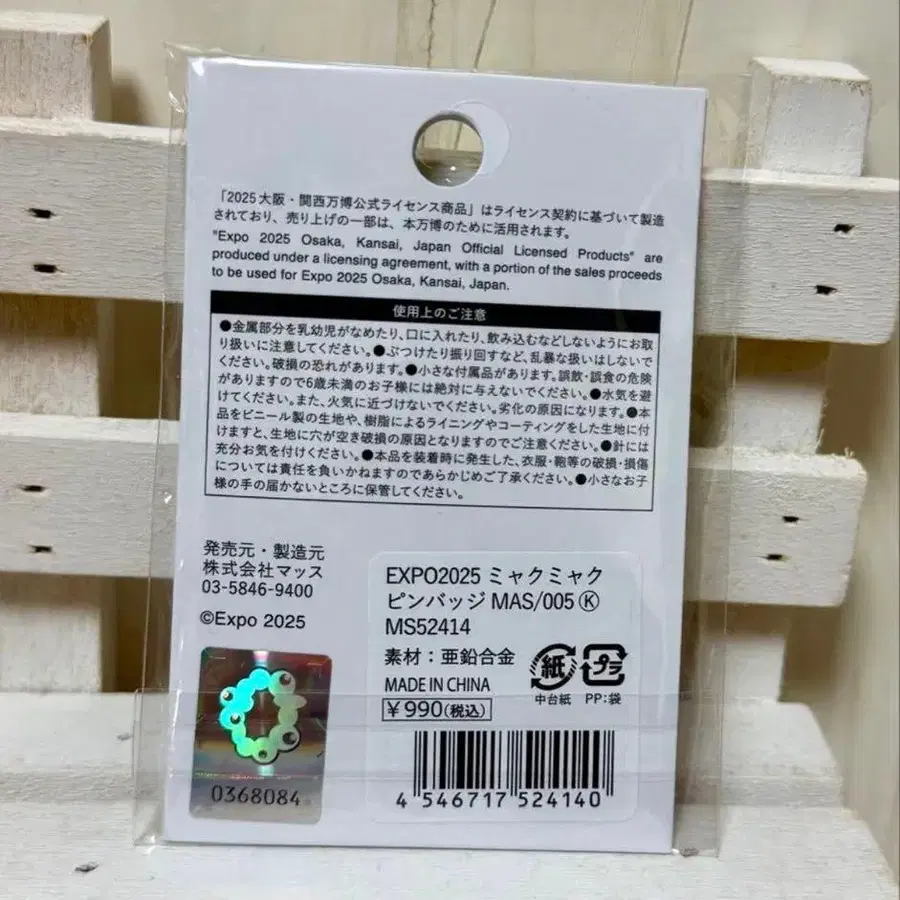 「2025大阪・関西万博公式ライセンス商品」はライセンス契約に基づいて製造
されており、売り上げの一部は、本万博のために活用されます。
"Expo 2025 Osaka, Kansai, Japan Official Licensed Products" are
produced under a licensing agreement, with a portion of the sales proceeds
to be used for Expo 2025 Osaka, Kansai, Japan.
使用上のご注意
●金属部分を乳幼児がなめたり、口に入れたり、飲み込むなどしないようにお取
り扱いに注意してください。●ぶつけたり振り回すなど、乱暴な扱いはしないで
ください。破損の恐れがあります。●小さな付属品があります。誤飲・誤食の危険
がありますので6歳未満のお子様には絶対に与えないでください。●水気を避
けてください。また、火気に近づけないでください。劣化の原因になります。●本
品をビニール製の生地や、樹脂によるライニングやコーティングをした生地に付
けますと、生地に穴が空き破損の原因となりますのでご注意ください。●針には
充分お気を付けください。●本品を装着時に発生した、衣服・鞄等の破損・損傷
については責任を負いかねますのであらかじめご了承ください。●小さなお子
様の手の届かないところに保管してください。
発売元・製造元
株式会社マッス
03-5846-9400
©Expo 2025
0368084
EXPO2025 ミャクミャク
ピンバッジ MAS/005 Ⓚ
MS52414
素材：亜鉛合金
MADE IN CHINA
￥990(税込)
紙 プラ
中台紙 PP:袋
4 546717 524140